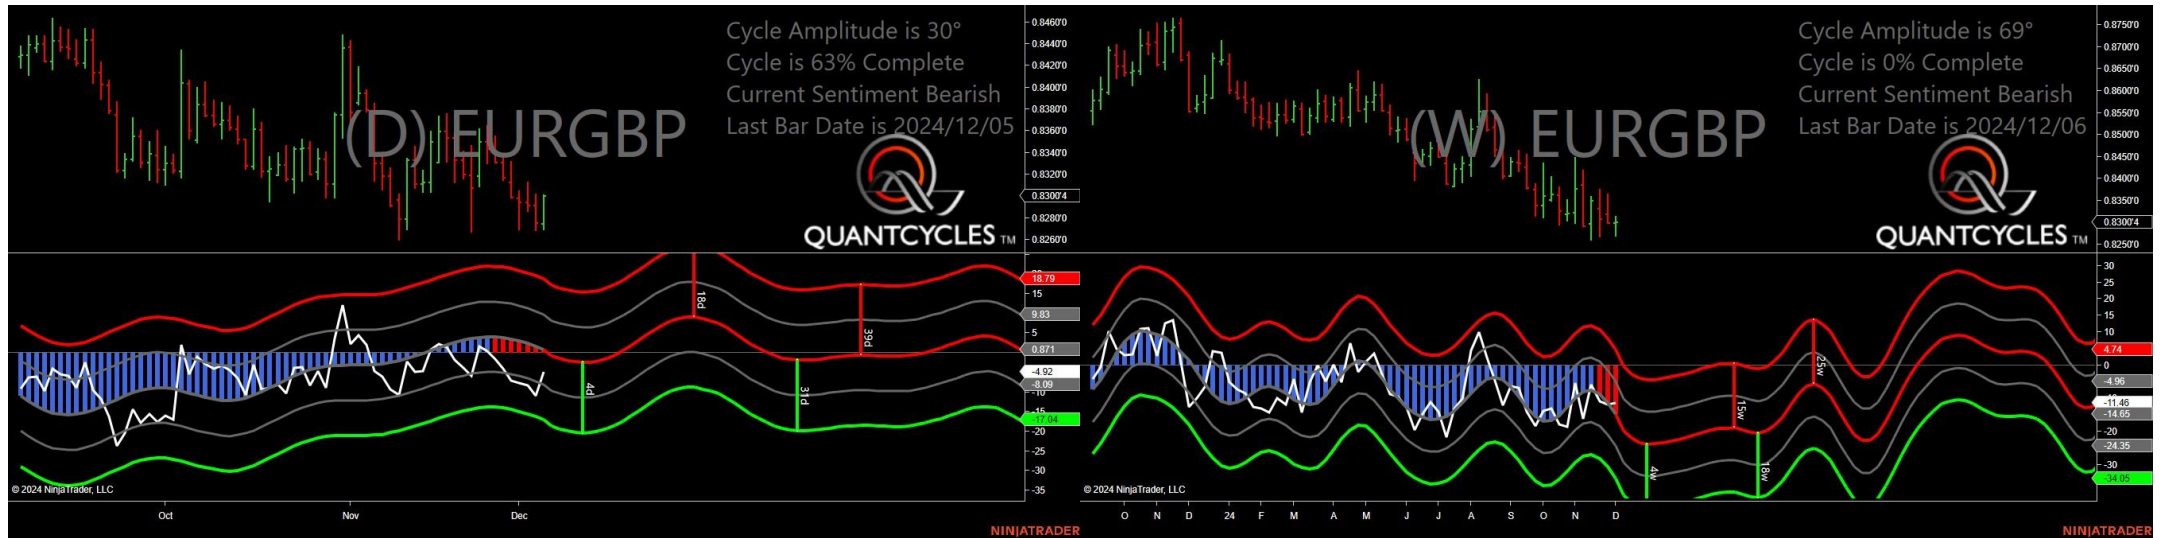 Cycle Amplitude is 30°
Cycle is 63% Complete
Current Sentiment Bearish
Last Bar Date is 2024/12/05
(D) EURGBP
QUANTCYCLES TM
0.8460'0
0.8440'0
0.8420'0
0.8400'0
0.8380'0
0.8360'0
0.8340'0
0.8320'0
0.8300'4
0.8280'0
0.8260'0
18d
39d
4d
31d
18.79
15
9.83
5
0.871
-4.92
-8.09
-10
-15
-17.04
-20
-25
-30
-35
© 2024 NinjaTrader, LLC
Oct Nov Dec
NINJATRADER
Cycle Amplitude is 69°
Cycle is 0% Complete
Current Sentiment Bearish
Last Bar Date is 2024/12/06
(W) EURGBP
QUANTCYCLES TM
0.8750'0
0.8700'0
0.8650'0
0.8600'0
0.8550'0
0.8500'0
0.8450'0
0.8400'0
0.8350'0
0.8300'4
0.8250'0
25w
15w
4w
18w
30
25
20
15
10
4.74
0
-4.96
-11.46
-14.65
-20
-24.35
-30
-34.05
© 2024 NinjaTrader, LLC
O N D 24 F M A M J J A S O N D
NINJATRADER